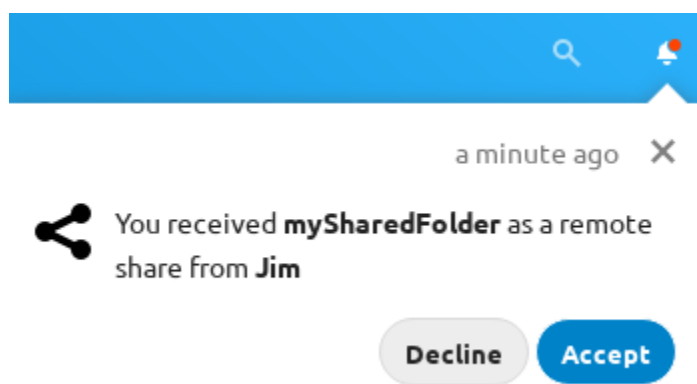 a minute ago
You received mySharedFolder as a remote
share from Jim
Decline Accept